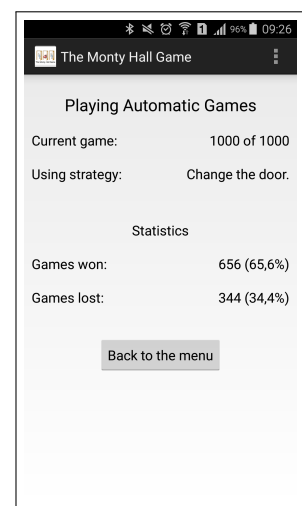 96% 09:26
The Monty Hall Game
Playing Automatic Games
Current game: 1000 of 1000
Using strategy: Change the door.
Statistics
Games won: 656 (65,6%)
Games lost: 344 (34,4%)
Back to the menu